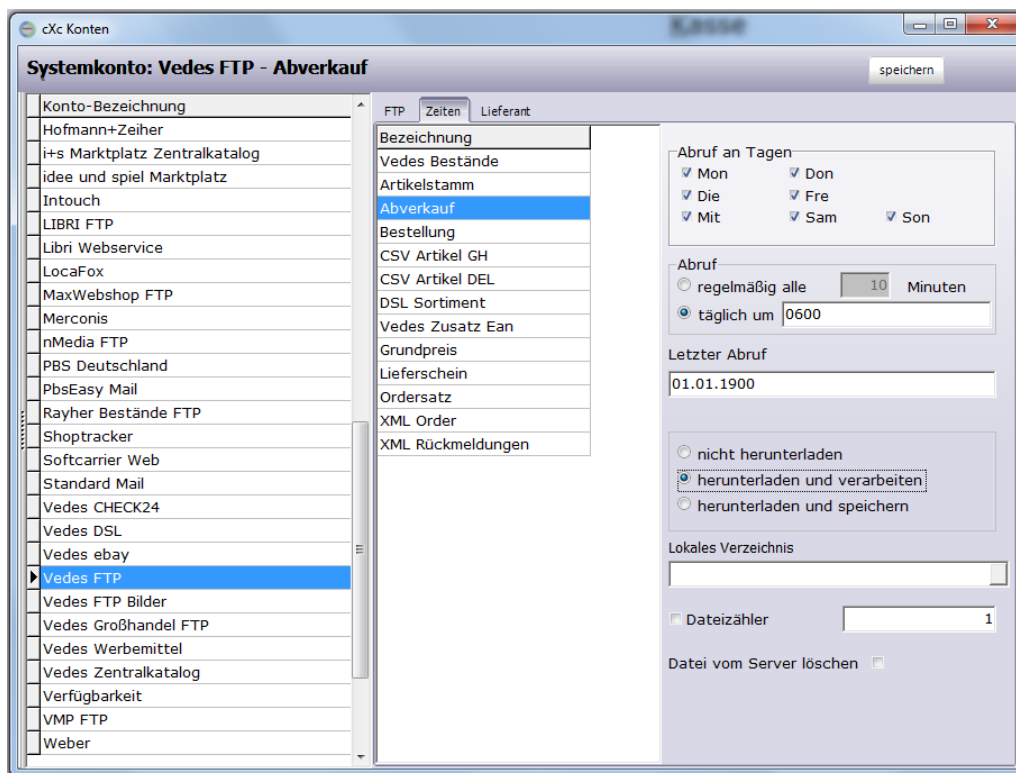 cXc Konten
Kasse
Systemkonto: Vedes FTP - Abverkauf
speichern
Konto-Bezeichnung
Hofmann+Zeiher
i+s Marktplatz Zentralkatalog
idee und spiel Marktplatz
Intouch
LIBRI FTP
Libri Webservice
LocaFox
MaxWebshop FTP
Merconis
nMedia FTP
PBS Deutschland
PbsEasy Mail
Rayher Bestände FTP
Shoptracker
Softcarrier Web
Standard Mail
Vedes CHECK24
Vedes DSL
Vedes ebay
Vedes FTP
Vedes FTP Bilder
Vedes Großhandel FTP
Vedes Werbemittel
Vedes Zentralkatalog
Verfügbarkeit
VMP FTP
Weber
FTP Zeiten Lieferant
Bezeichnung
Vedes Bestände
Artikelstamm
Abverkauf
Bestellung
CSV Artikel GH
CSV Artikel DEL
DSL Sortiment
Vedes Zusatz Ean
Grundpreis
Lieferschein
Ordersatz
XML Order
XML Rückmeldungen
Abruf an Tagen
Mon Don
Die Fre
Mit Sam Son
Abruf
regelmäßig alle 10 Minuten
täglich um 0600
Letzter Abruf
01.01.1900
nicht herunterladen
herunterladen und verarbeiten
herunterladen und speichern
Lokales Verzeichnis
Dateizähler 1
Datei vom Server löschen